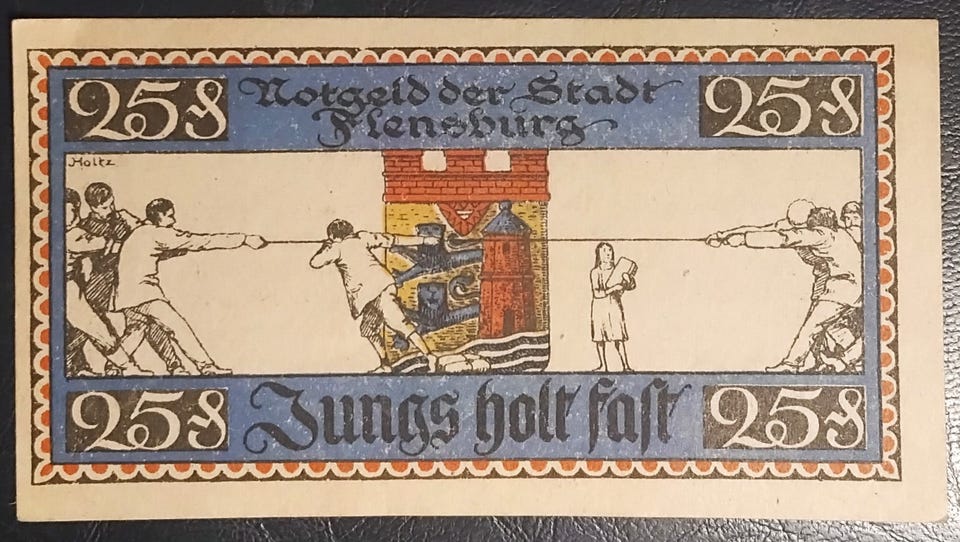 25 ₰ Notgeld der Stadt 25 ₰
Flensburg
Holtz
25 ₰ Jungs holt fast 25 ₰